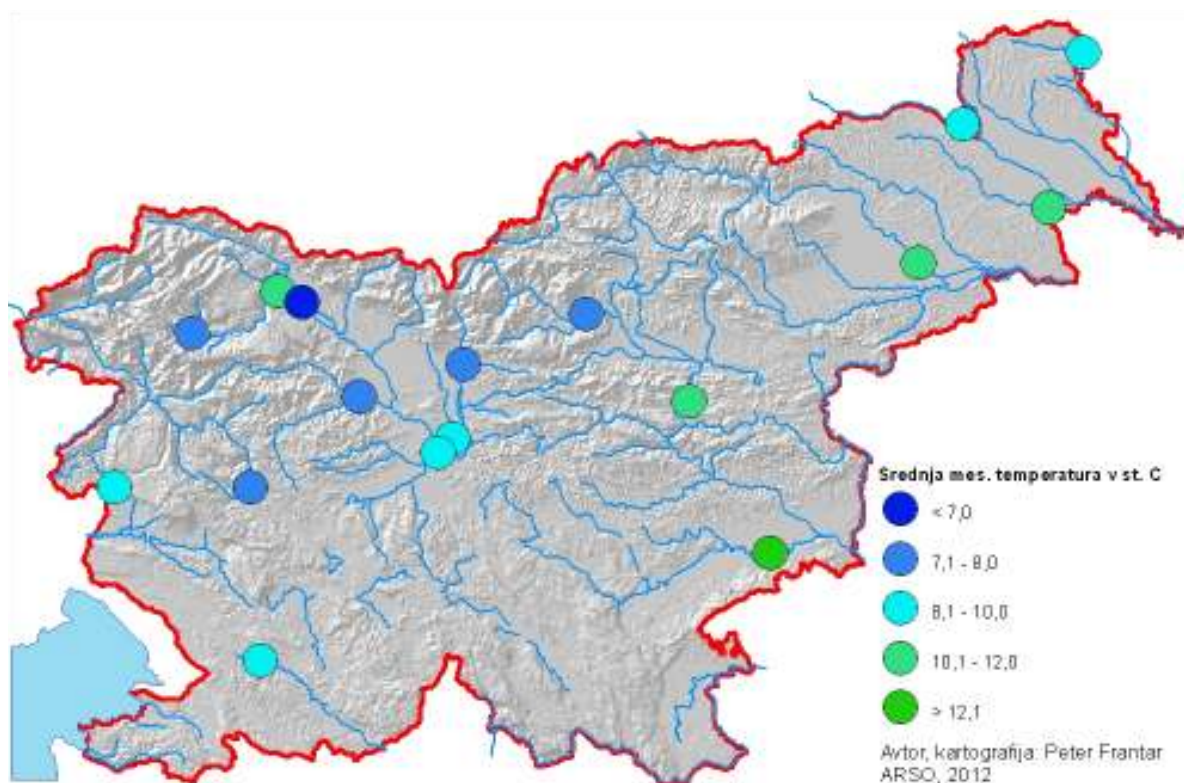 Srednja mes. temperatura v st. C
< 7,0
7,1 - 8,0
8,1 - 10,0
10,1 - 12,0
> 12,1
Avtor, kartografija: Peter Frantar
ARSO, 2012